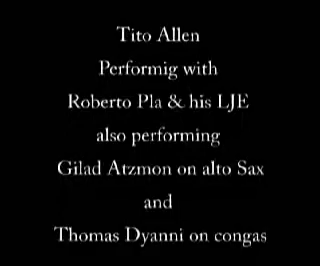 Tito Allen
Performig with
Roberto Pla & his LJE
also performing
Gilad Atzmon on alto Sax
and
Thomas Dyanni on congas